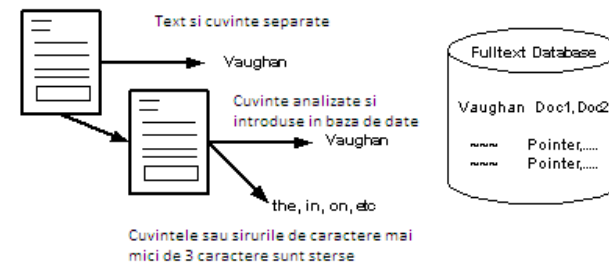 Text si cuvinte separate
Vaughan
Cuvinte analizate si
introduse in baza de date
Vaughan
the, in, on, etc
Cuvintele sau sirurile de caractere mai
mici de 3 caractere sunt sterse
Fulltext Database
Vaughan Doc1, Doc2
~~~ Pointer,.....
~~~ Pointer,.....